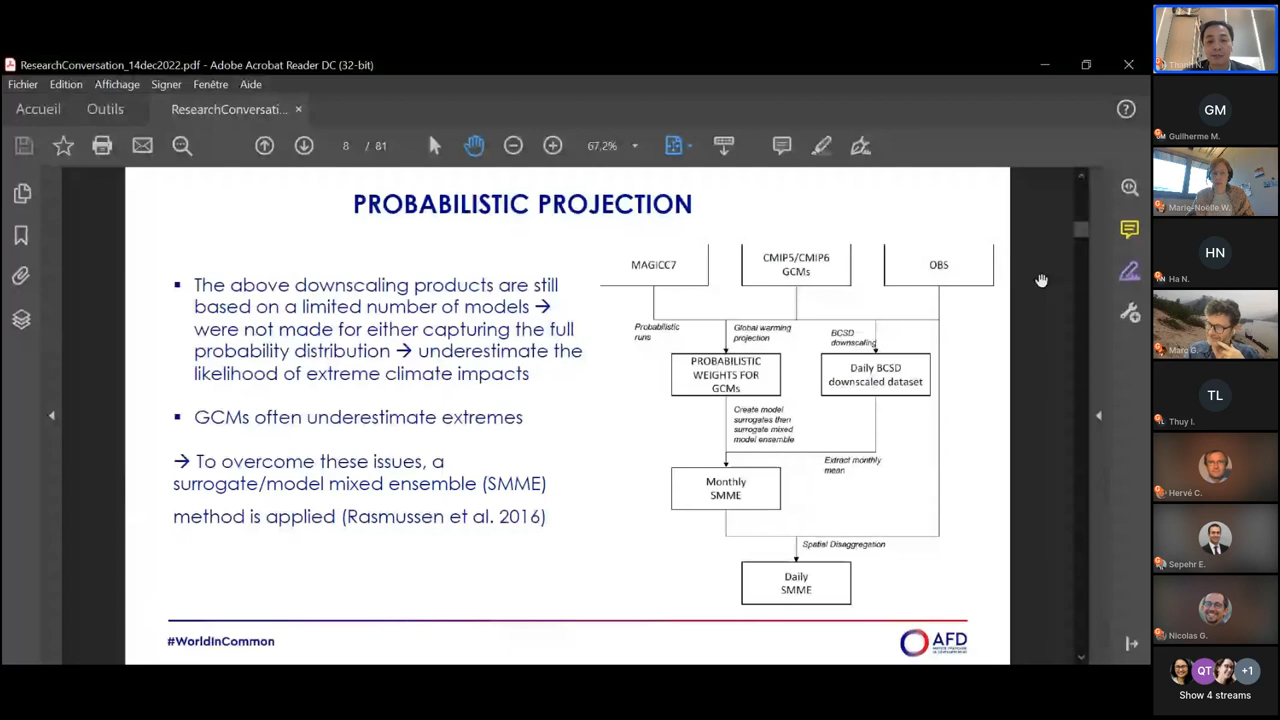 ResearchConversation_14dec2022.pdf - Adobe Acrobat Reader DC (32-bit)
Fichier Edition Affichage Signer Fenêtre Aide
Accueil Outils ResearchConversati... ×
8 / 81 67,2%
PROBABILISTIC PROJECTION
▪ The above downscaling products are still
based on a limited number of models →
were not made for either capturing the full
probability distribution → underestimate the
likelihood of extreme climate impacts
▪ GCMs often underestimate extremes
→ To overcome these issues, a
surrogate/model mixed ensemble (SMME)
method is applied (Rasmussen et al. 2016)
MAGICC7
CMIP5/CMIP6
GCMs
OBS
Probabilistic
runs
Global warming
projection
BCSD
downscaling
PROBABILISTIC
WEIGHTS FOR
GCMs
Daily BCSD
downscaled dataset
Create model
surrogates then
surrogate mixed
model ensemble
Extract monthly
mean
Monthly
SMME
Spatial Disaggregation
Daily
SMME
#WorldInCommon
AFD
Thanh N.
GM
Guilherme M.
Marie-Noëlle W.
HN
Ha N.
Marc G.
TL
Thuy l.
Hervé C.
Sepehr E.
Nicolas G.
QT
+1
Show 4 streams